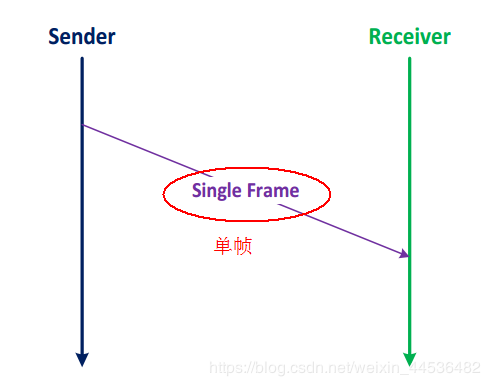 Sender
Receiver
Single Frame
单帧
https://blog.csdn.net/weixin_44536482